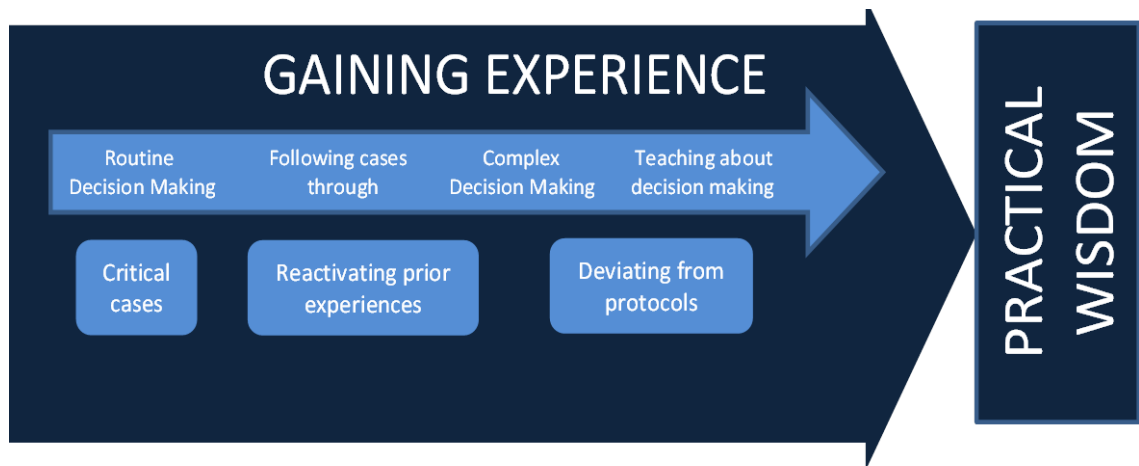 GAINING EXPERIENCE
Routine
Decision Making
Following cases
through
Complex
Decision Making
Teaching about
decision making
Critical
cases
Reactivating prior
experiences
Deviating from
protocols
PRACTICAL
WISDOM